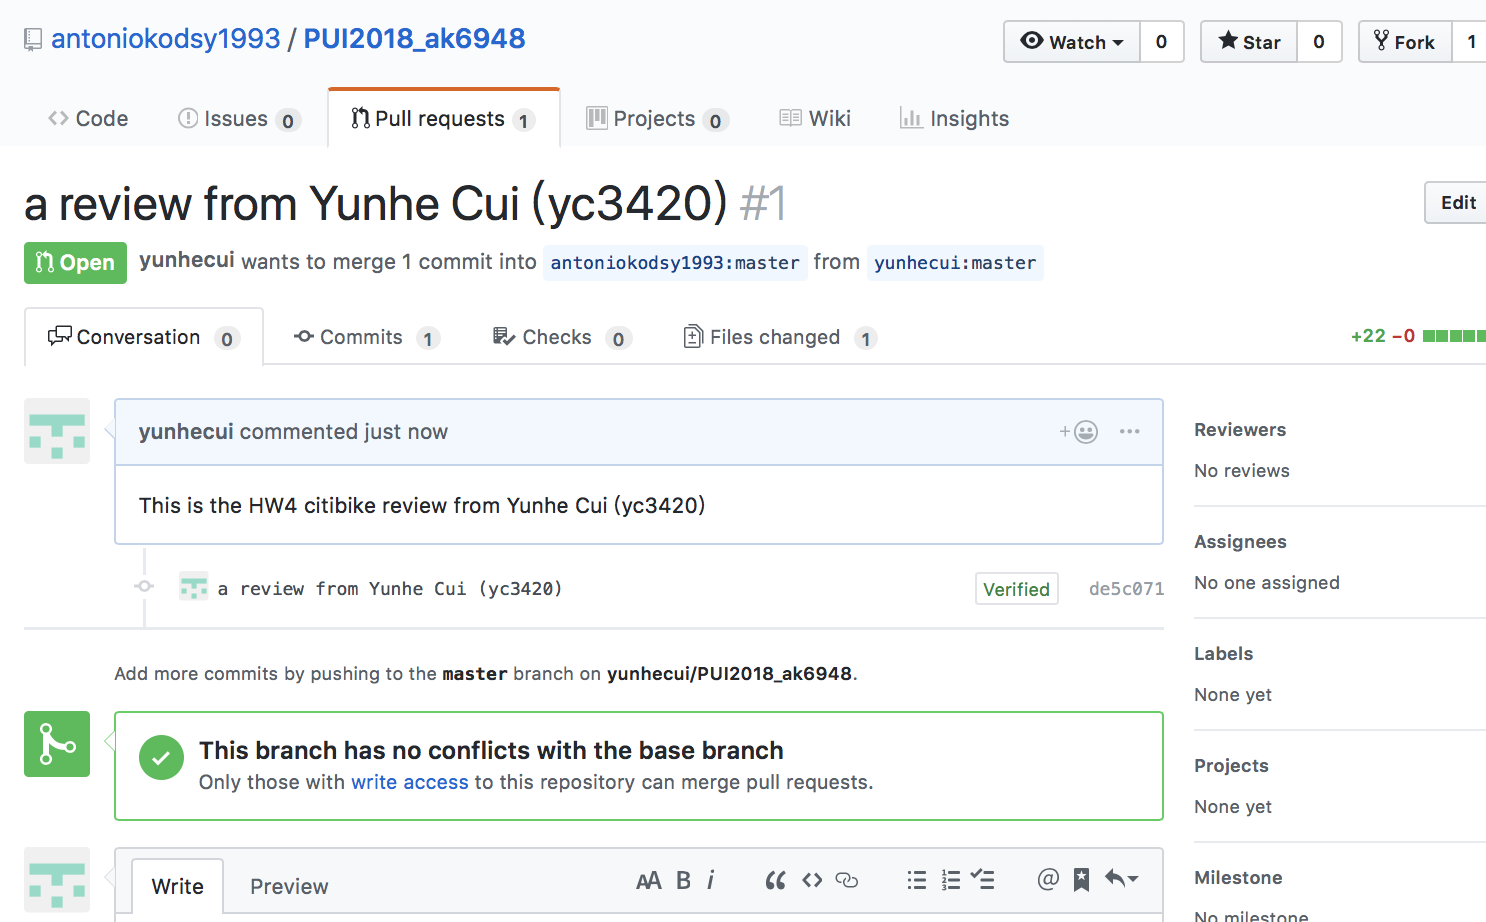 antoniokodsy1993 / PUI2018_ak6948
Watch 0 Star 0 Fork 1
Code Issues 0 Pull requests 1 Projects 0 Wiki Insights
a review from Yunhe Cui (yc3420) #1
Edit
Open yunhecui wants to merge 1 commit into antoniokodsy1993:master from yunhecui:master
Conversation 0 Commits 1 Checks 0 Files changed 1
+22 −0
yunhecui commented just now
This is the HW4 citibike review from Yunhe Cui (yc3420)
a review from Yunhe Cui (yc3420) Verified de5c071
Add more commits by pushing to the master branch on yunhecui/PUI2018_ak6948.
This branch has no conflicts with the base branch
Only those with write access to this repository can merge pull requests.
Write Preview
AA B i
Reviewers
No reviews
Assignees
No one assigned
Labels
None yet
Projects
None yet
Milestone
No milestone